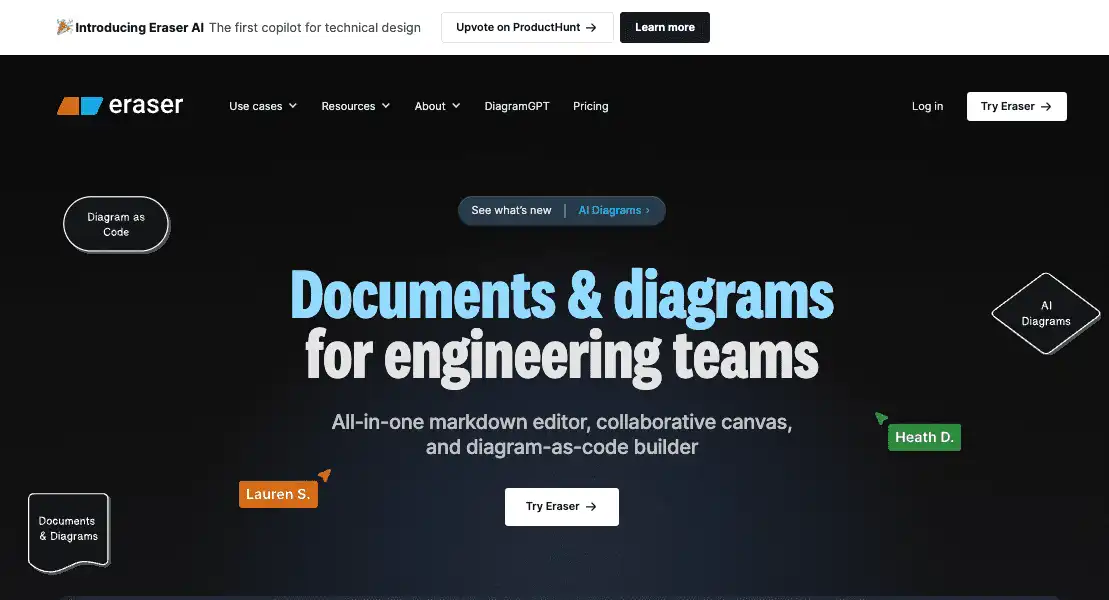 Introducing Eraser AI The first copilot for technical design Upvote on ProductHunt → Learn more
eraser Use cases Resources About DiagramGPT Pricing Log in Try Eraser →
See what's new | AI Diagrams ›
Diagram as
Code
Documents & diagrams
for engineering teams
AI
Diagrams
All-in-one markdown editor, collaborative canvas,
and diagram-as-code builder
Heath D.
Lauren S.
Try Eraser →
Documents
& Diagrams